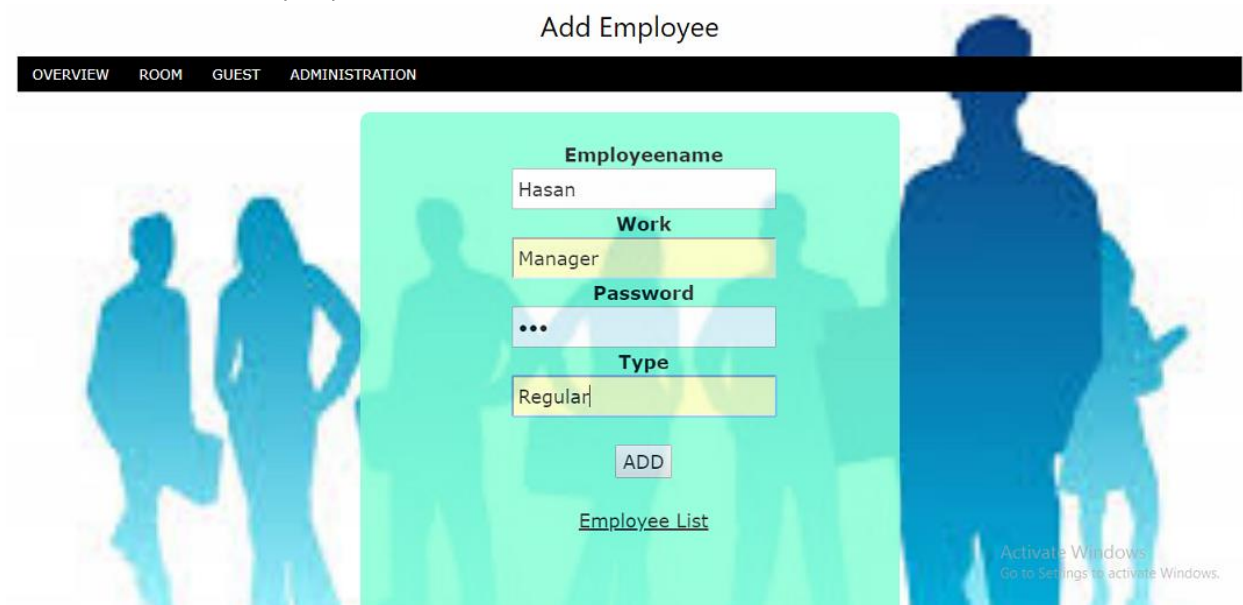 Add Employee
OVERVIEW ROOM GUEST ADMINISTRATION
Employeename
Hasan
Work
Manager
Password
•••
Type
Regular
ADD
Employee List
Activate Windows
Go to Settings to activate Windows.